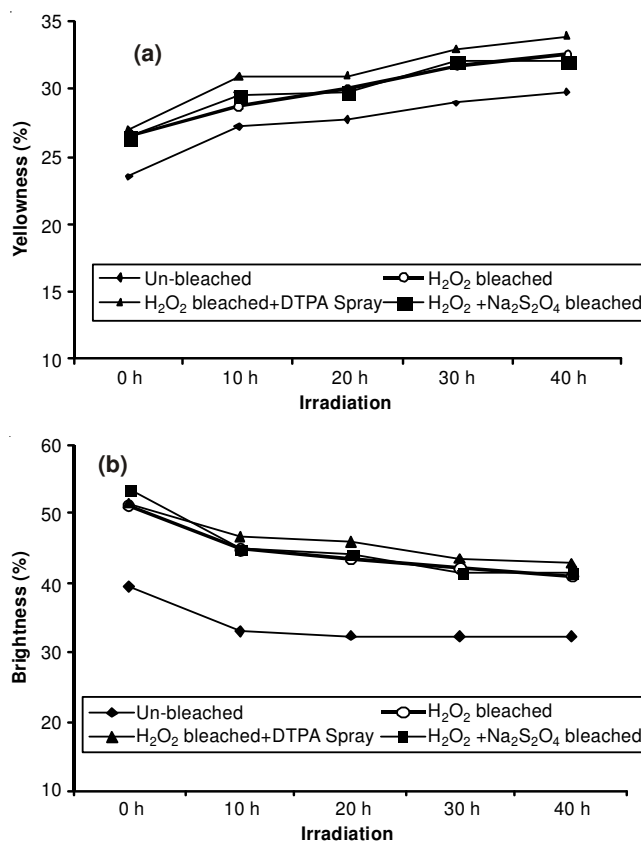 (a)
Yellowness (%)
35
30
25
20
15
10
Un-bleached
H₂O₂ bleached
H₂O₂ bleached+DTPA Spray
H₂O₂ +Na₂S₂O₄ bleached
0 h 10 h 20 h 30 h 40 h
Irradiation
(b)
Brightness (%)
60
50
40
30
20
10
Un-bleached
H₂O₂ bleached
H₂O₂ bleached+DTPA Spray
H₂O₂ +Na₂S₂O₄ bleached
0 h 10 h 20 h 30 h 40 h
Irradiation